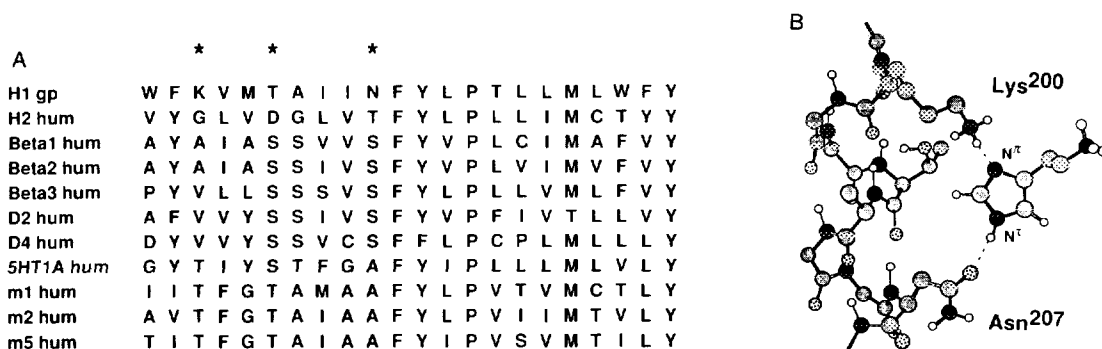 A
* * *
H1 gp W F K V M T A I I N F Y L P T L L M L W F Y
H2 hum V Y G L V D G L V T F Y L P L L I M C T Y Y
Beta1 hum A Y A I A S S V V S F Y V P L C I M A F V Y
Beta2 hum A Y A I A S S I V S F Y V P L V I M V F V Y
Beta3 hum P Y V L L S S S V S F Y L P L L V M L F V Y
D2 hum A F V V Y S S I V S F Y V P F I V T L L V Y
D4 hum D Y V V Y S S V C S F F L P C P L M L L L Y
5HT1A hum G Y T I Y S T F G A F Y I P L L L M L V L Y
m1 hum I I T F G T A M A A F Y L P V T V M C T L Y
m2 hum A V T F G T A I A A F Y L P V I I M T V L Y
m5 hum T I T F G T A I A A F Y I P V S V M T I L Y
B
Lys200
Nπ
Nτ
Asn207